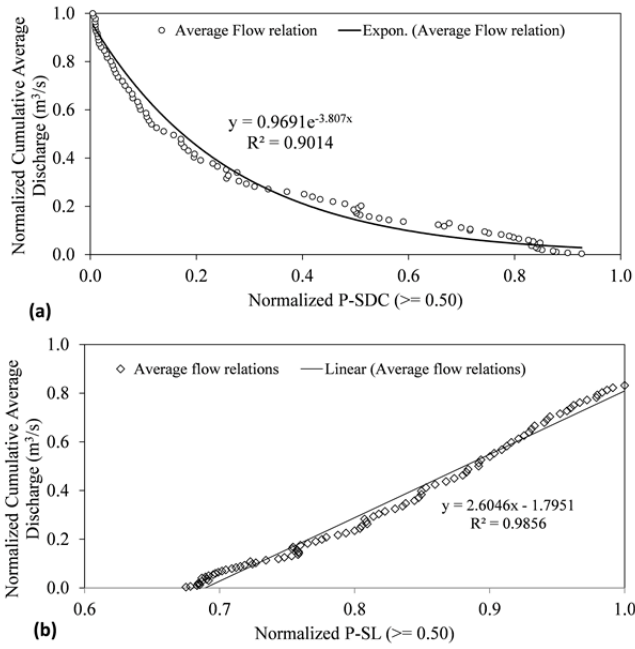 Normalized Cumulative Average
Discharge (m³/s)
1.0
0.8
0.6
0.4
0.2
0.0
Average Flow relation
Expon. (Average Flow relation)
y = 0.9691e^-3.807x
R² = 0.9014
0.0 0.2 0.4 0.6 0.8 1.0
Normalized P-SDC (>= 0.50)
(a)
Normalized Cumulative Average
Discharge (m³/s)
1.0
0.8
0.6
0.4
0.2
0.0
Average flow relations
Linear (Average flow relations)
y = 2.6046x - 1.7951
R² = 0.9856
0.6 0.7 0.8 0.9 1.0
Normalized P-SL (>= 0.50)
(b)